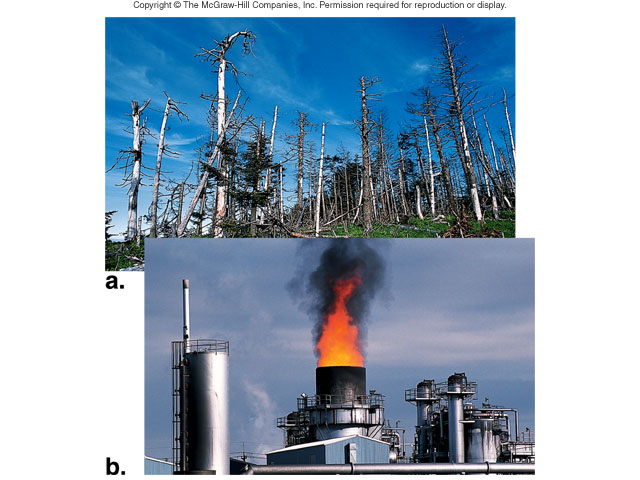 Copyright © The McGraw-Hill Companies, Inc. Permission required for reproduction or display.
a.
b.